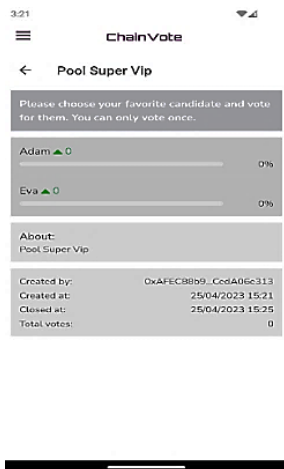 3:21
ChainVote
← Pool Super Vip
Please choose your favorite candidate and vote
for them. You can only vote once.
Adam ▲ 0
0%
Eva ▲ 0
0%
About:
Pool Super Vip
Created by: 0xAFEC88b9...CedA06c313
Created at: 25/04/2023 15:21
Closed at: 25/04/2023 15:25
Total votes: 0